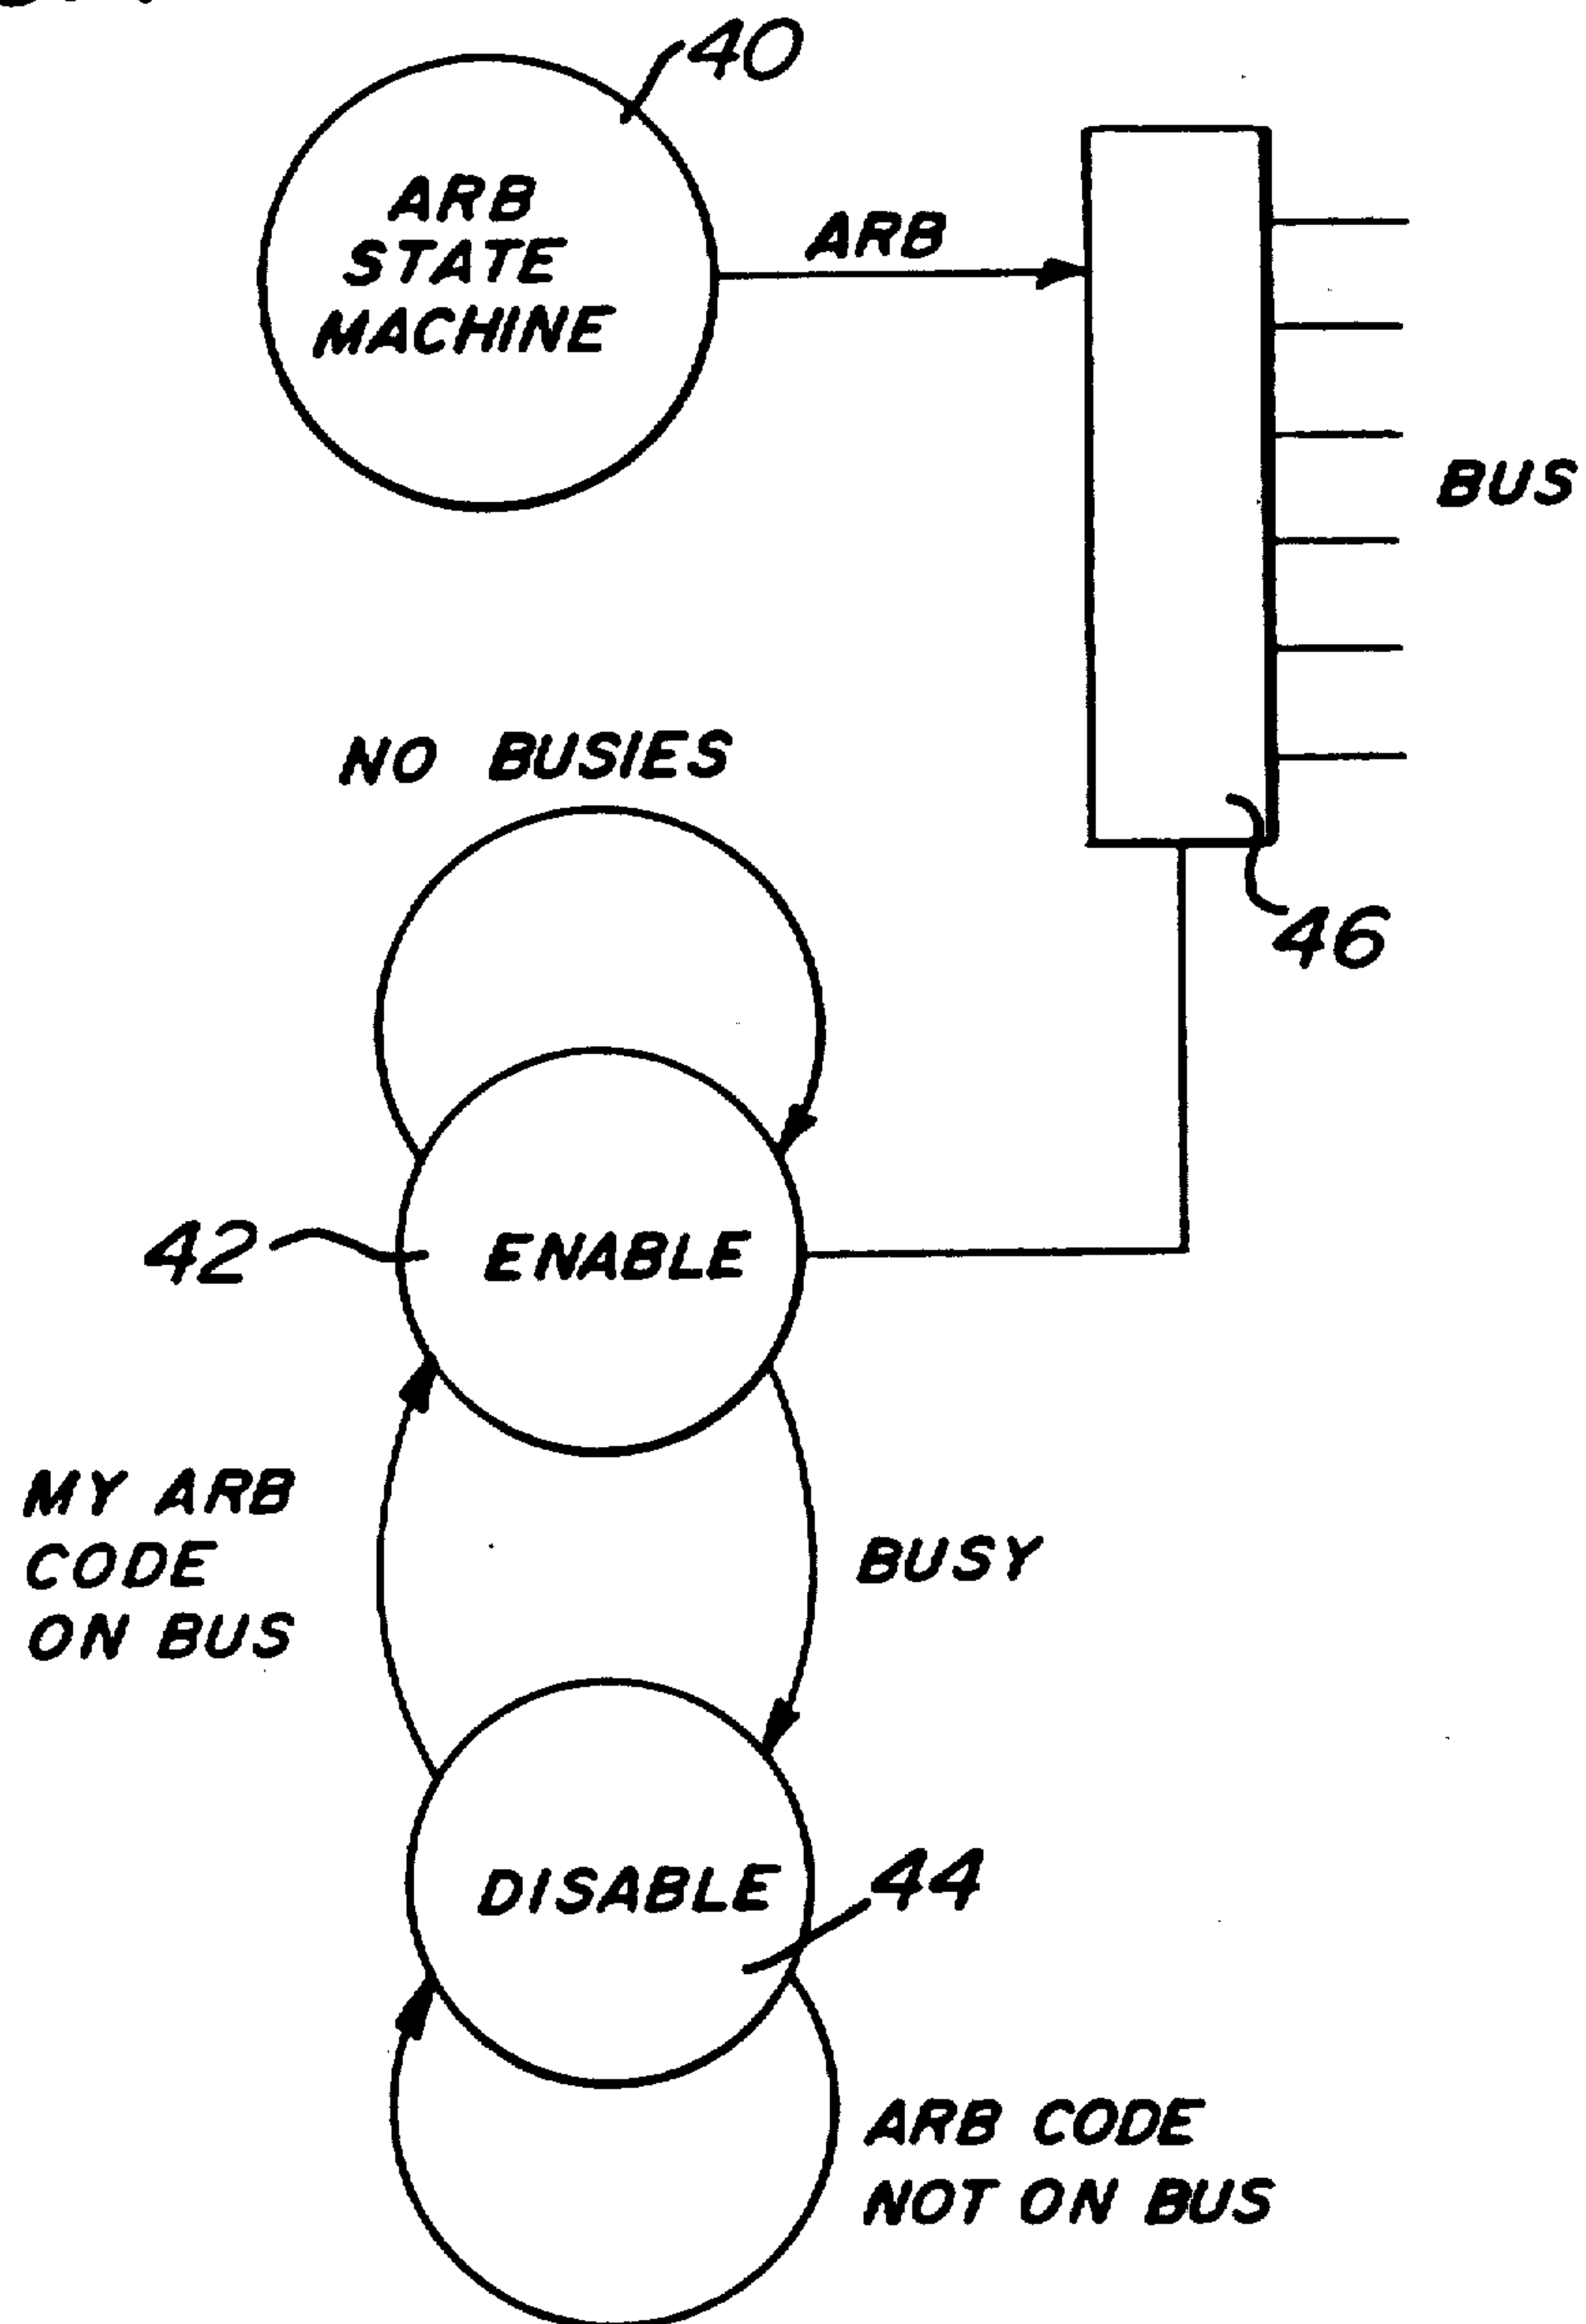 40
ARB
STATE
MACHINE
ARB
BUS
NO BUSIES
46
42
ENABLE
MY ARB
CODE
ON BUS
BUSY
DISABLE
44
ARB CODE
NOT ON BUS